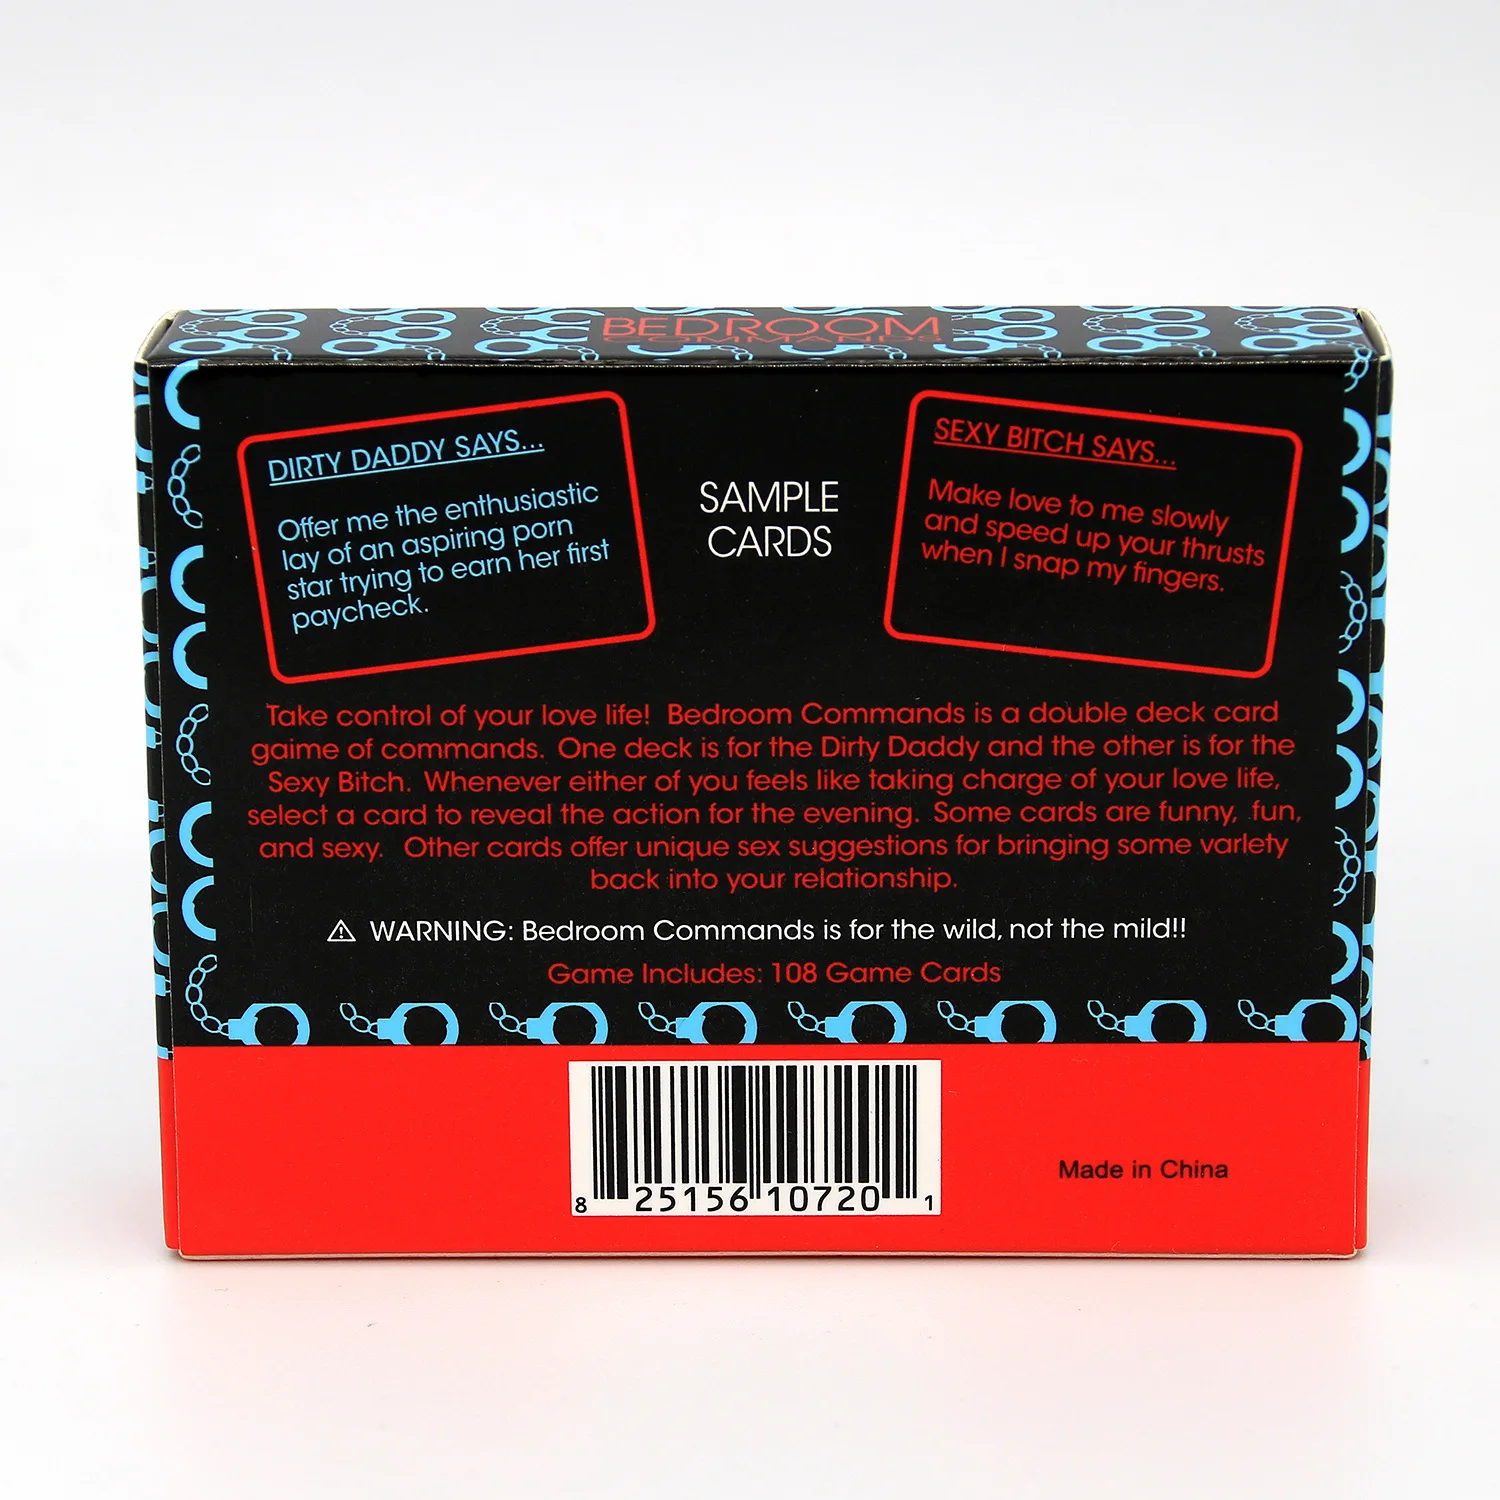 BEDROOM
COMMANDS
DIRTY DADDY SAYS...
Offer me the enthusiastic
lay of an aspiring porn
star trying to earn her first
paycheck.
SAMPLE
CARDS
SEXY BITCH SAYS...
Make love to me slowly
and speed up your thrusts
when I snap my fingers.
Take control of your love life! Bedroom Commands is a double deck card
gaime of commands. One deck is for the Dirty Daddy and the other is for the
Sexy Bitch. Whenever either of you feels like taking charge of your love life,
select a card to reveal the action for the evening. Some cards are funny, fun,
and sexy. Other cards offer unique sex suggestions for bringing some varlety
back into your relationship.
⚠ WARNING: Bedroom Commands is for the wild, not the mild!!
Game Includes: 108 Game Cards
8 25156 10720 1
Made in China